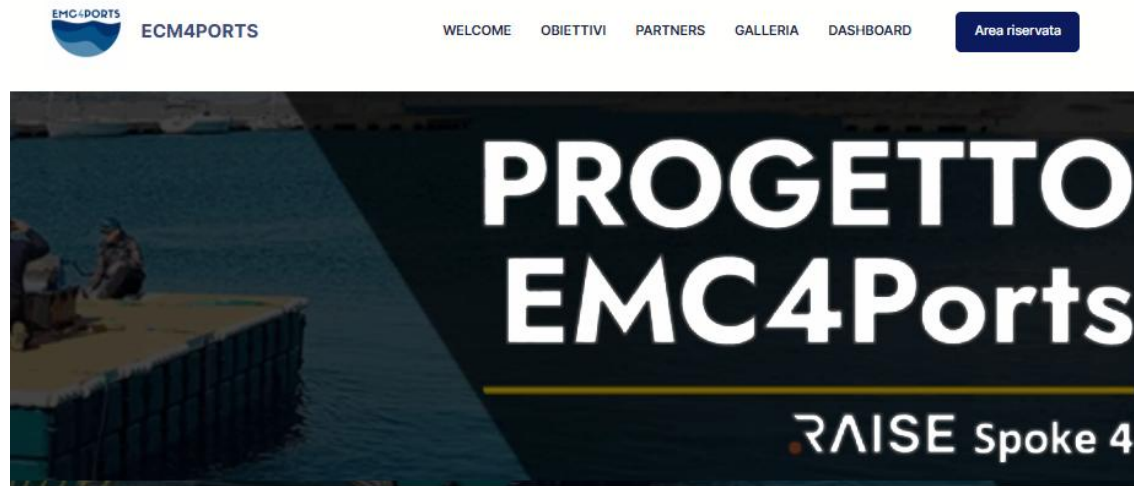 EMC4PORTS
ECM4PORTS
WELCOME OBIETTIVI PARTNERS GALLERIA DASHBOARD Area riservata
PROGETTO
EMC4Ports
RAISE Spoke 4